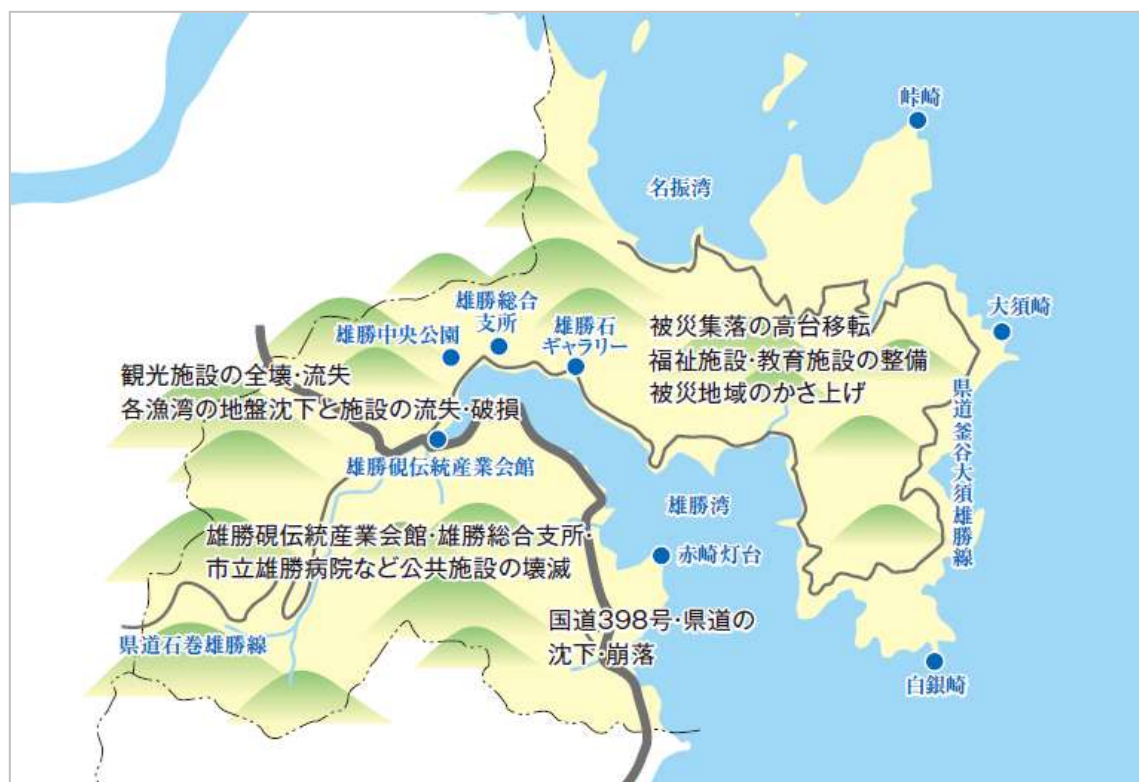 峠崎
名振湾
雄勝総合
支所
雄勝石
ギャラリー
雄勝中央公園
大須崎
被災集落の高台移転
福祉施設・教育施設の整備
被災地域のかさ上げ
観光施設の全壊・流失
各漁湾の地盤沈下と施設の流失・破損
県道釜谷大須雄勝線
雄勝硯伝統産業会館
雄勝湾
雄勝硯伝統産業会館・雄勝総合支所・
市立雄勝病院など公共施設の壊滅
赤崎灯台
国道398号・県道の
沈下・崩落
県道石巻雄勝線
白銀崎